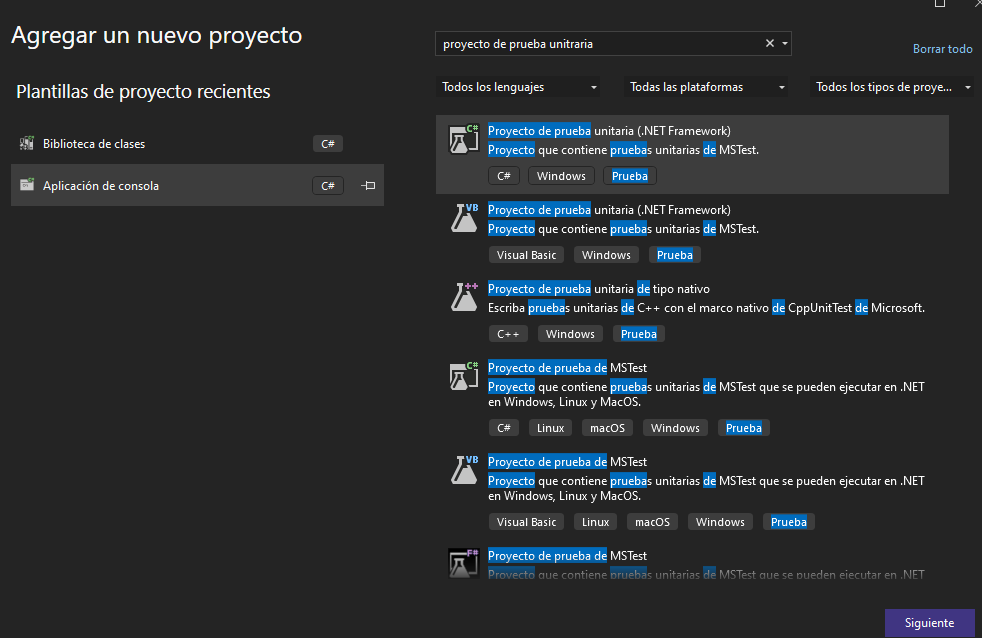 Agregar un nuevo proyecto
proyecto de prueba unitraria
Borrar todo
Plantillas de proyecto recientes
Todos los lenguajes
Todas las plataformas
Todos los tipos de proye...
Biblioteca de clases
C#
Aplicación de consola
C#
C#
Proyecto de prueba unitaria (.NET Framework)
Proyecto que contiene pruebas unitarias de MSTest.
C# Windows Prueba
VB
Proyecto de prueba unitaria (.NET Framework)
Proyecto que contiene pruebas unitarias de MSTest.
Visual Basic Windows Prueba
++
Proyecto de prueba unitaria de tipo nativo
Escriba pruebas unitarias de C++ con el marco nativo de CppUnitTest de Microsoft.
C++ Windows Prueba
C#
Proyecto de prueba de MSTest
Proyecto que contiene pruebas unitarias de MSTest que se pueden ejecutar en .NET
en Windows, Linux y MacOS.
C# Linux macOS Windows Prueba
VB
Proyecto de prueba de MSTest
Proyecto que contiene pruebas unitarias de MSTest que se pueden ejecutar en .NET
en Windows, Linux y MacOS.
Visual Basic Linux macOS Windows Prueba
F#
Proyecto de prueba de MSTest
Proyecto que contiene pruebas unitarias de MSTest que se pueden ejecutar en .NET
Siguiente